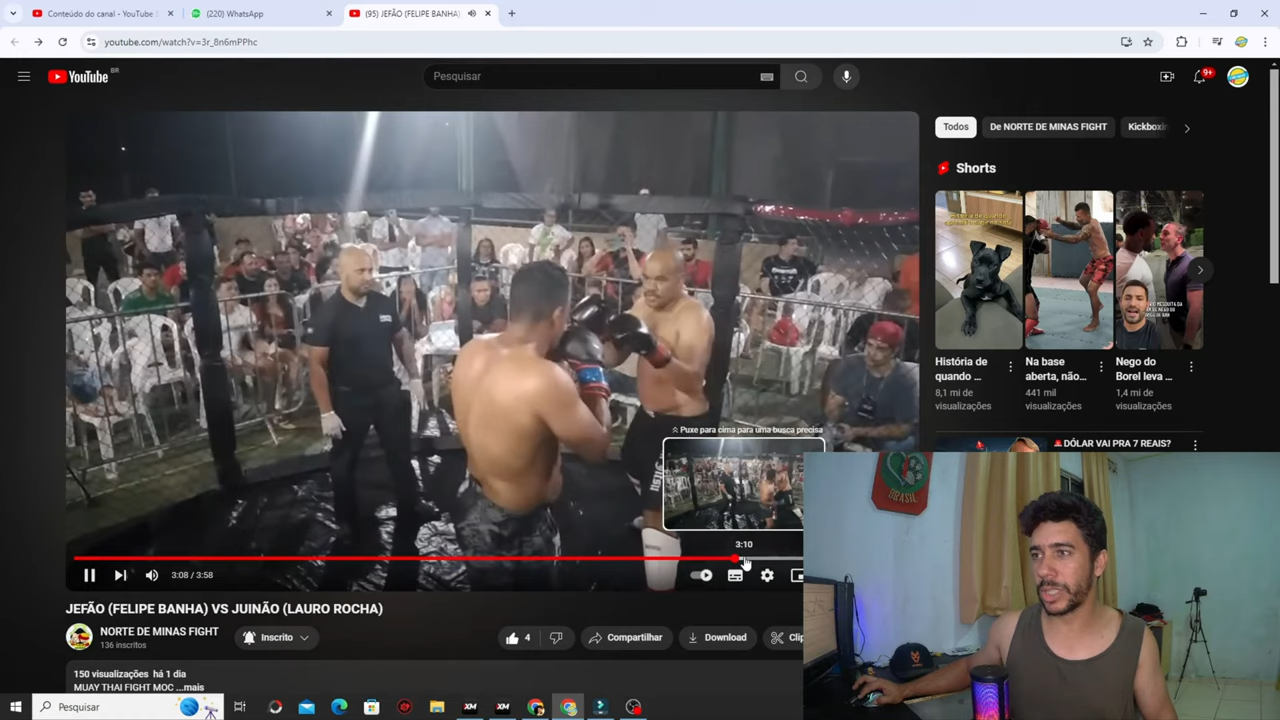 Conteúdo do canal - YouTube
(220) WhatsApp
(95) JEFÃO (FELIPE BANHA)
youtube.com/watch?v=3r_8n6mPPhc
YouTube BR
Pesquisar
9+
Todos
De NORTE DE MINAS FIGHT
Kickboxin
Shorts
História de quando ...
8,1 mi de visualizações
Na base aberta, não...
441 mil visualizações
Nego do Borel leva ...
1,4 mi de visualizações
DÓLAR VAI PRA 7 REAIS?
BRASIL
Puxe para cima para uma busca precisa
3:10
3:08 / 3:58
JEFÃO (FELIPE BANHA) VS JUINÃO (LAURO ROCHA)
NORTE DE MINAS FIGHT
136 inscritos
Inscrito
4
Compartilhar
Download
Clip
150 visualizações há 1 dia
MUAY THAI FIGHT MOC ...mais
Pesquisar
XM
XM